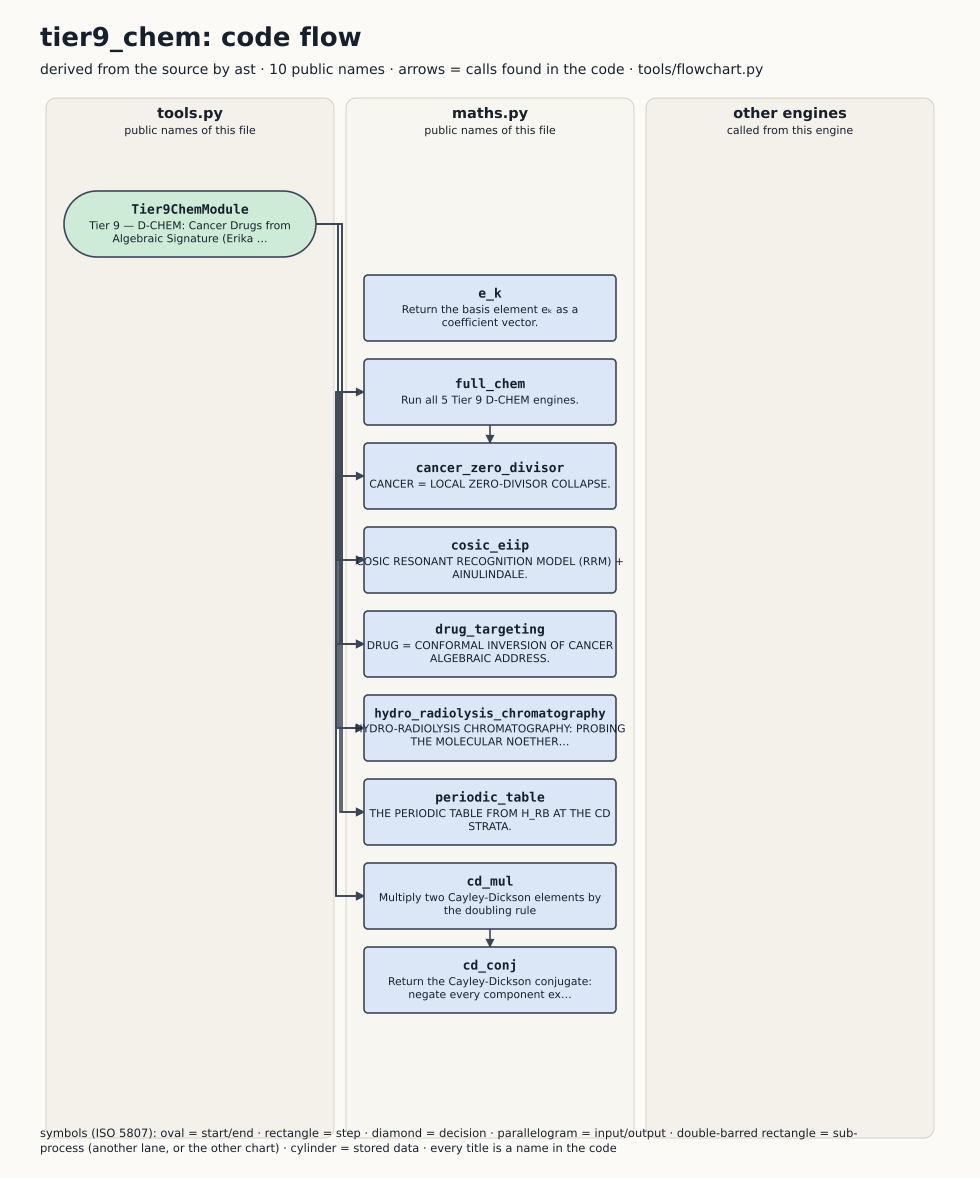 tier9_chem: code flow
derived from the source by ast · 10 public names · arrows = calls found in the code · tools/flowchart.py
tools.py
public names of this file
maths.py
public names of this file
other engines
called from this engine
Tier9ChemModule
Tier 9 — D-CHEM: Cancer Drugs from
Algebraic Signature (Erika …
e_k
Return the basis element eₖ as a
coefficient vector.
full_chem
Run all 5 Tier 9 D-CHEM engines.
cancer_zero_divisor
CANCER = LOCAL ZERO-DIVISOR COLLAPSE.
cosic_eiip
COSIC RESONANT RECOGNITION MODEL (RRM) +
AINULINDALE.
drug_targeting
DRUG = CONFORMAL INVERSION OF CANCER
ALGEBRAIC ADDRESS.
hydro_radiolysis_chromatography
HYDRO-RADIOLYSIS CHROMATOGRAPHY: PROBING
THE MOLECULAR NOETHER…
periodic_table
THE PERIODIC TABLE FROM H_RB AT THE CD
STRATA.
cd_mul
Multiply two Cayley-Dickson elements by
the doubling rule
cd_conj
Return the Cayley-Dickson conjugate:
negate every component ex…
symbols (ISO 5807): oval = start/end · rectangle = step · diamond = decision · parallelogram = input/output · double-barred rectangle = sub-
process (another lane, or the other chart) · cylinder = stored data · every title is a name in the code